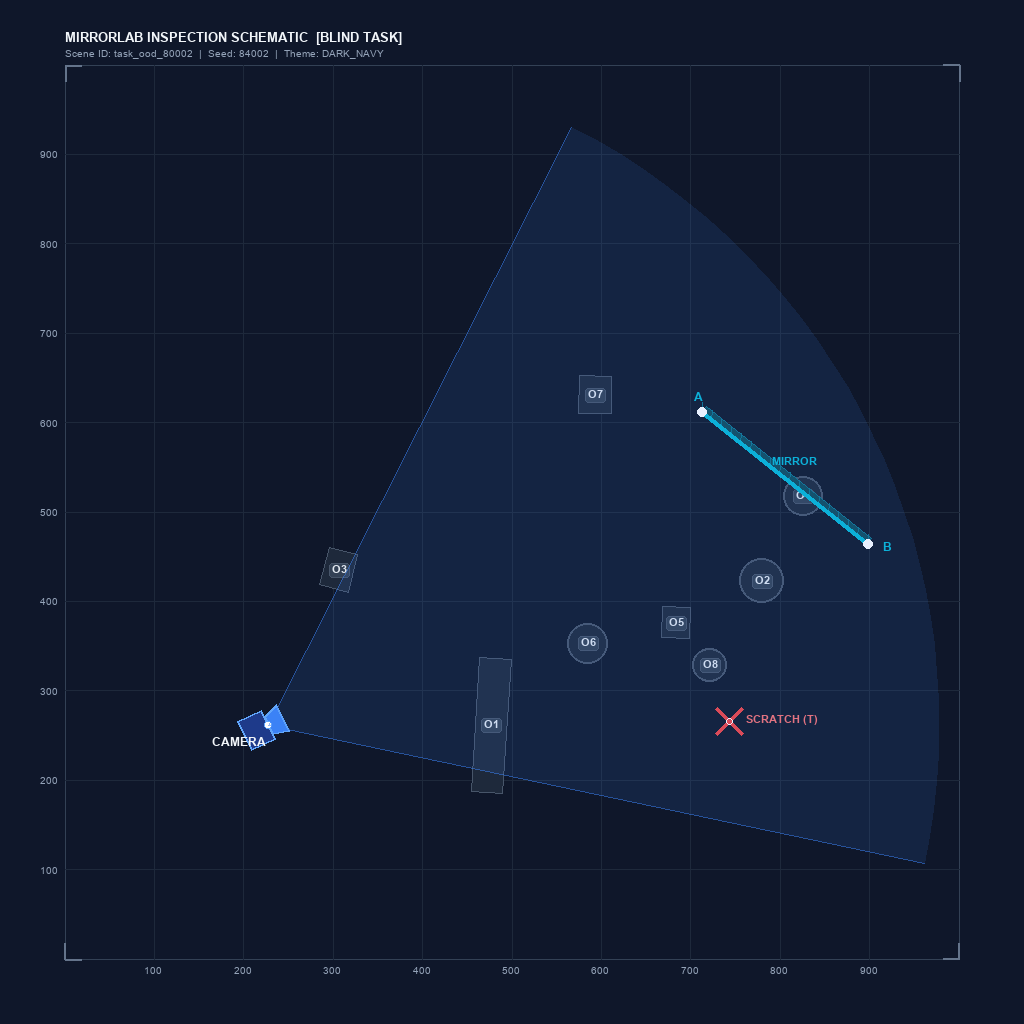 MIRRORLAB INSPECTION SCHEMATIC [BLIND TASK]
Scene ID: task_ood_80002 | Seed: 84002 | Theme: DARK_NAVY
900
800
A
O7
700
600
MIRROR
500
B
O3
O2
400
O5
O6
O8
300
SCRATCH (T)
O1
CAMERA
200
100
100 200 300 400 500 600 700 800 900